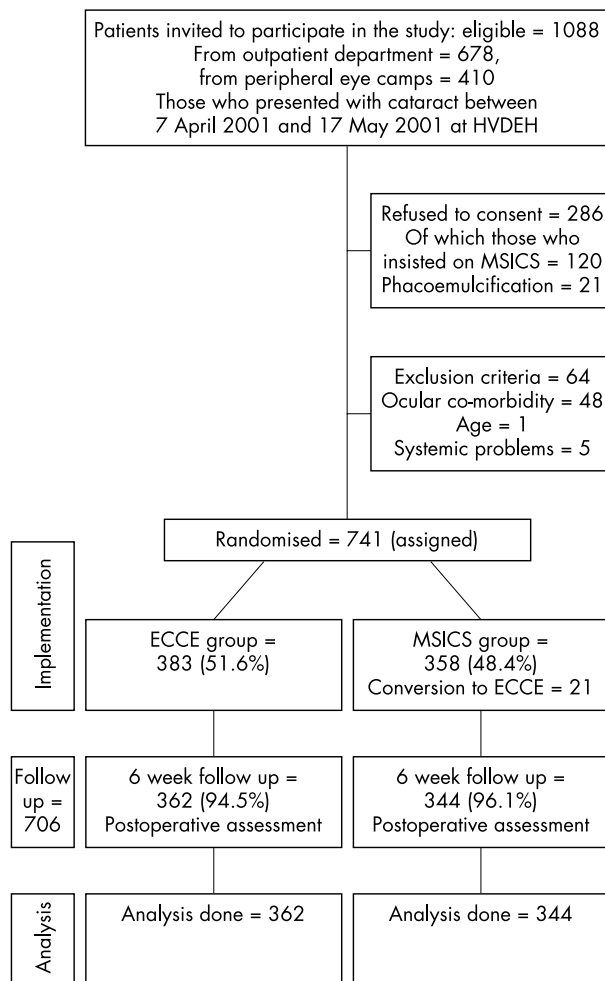 Patients invited to participate in the study: eligible = 1088
From outpatient department = 678,
from peripheral eye camps = 410
Those who presented with cataract between
7 April 2001 and 17 May 2001 at HVDEH
Refused to consent = 286
Of which those who
insisted on MSICS = 120
Phacoemulcification = 21
Exclusion criteria = 64
Ocular co-morbidity = 48
Age = 1
Systemic problems = 5
Randomised = 741 (assigned)
Implementation
ECCE group =
383 (51.6%)
MSICS group =
358 (48.4%)
Conversion to ECCE = 21
Follow
up =
706
6 week follow up =
362 (94.5%)
Postoperative assessment
6 week follow up =
344 (96.1%)
Postoperative assessment
Analysis
Analysis done = 362
Analysis done = 344